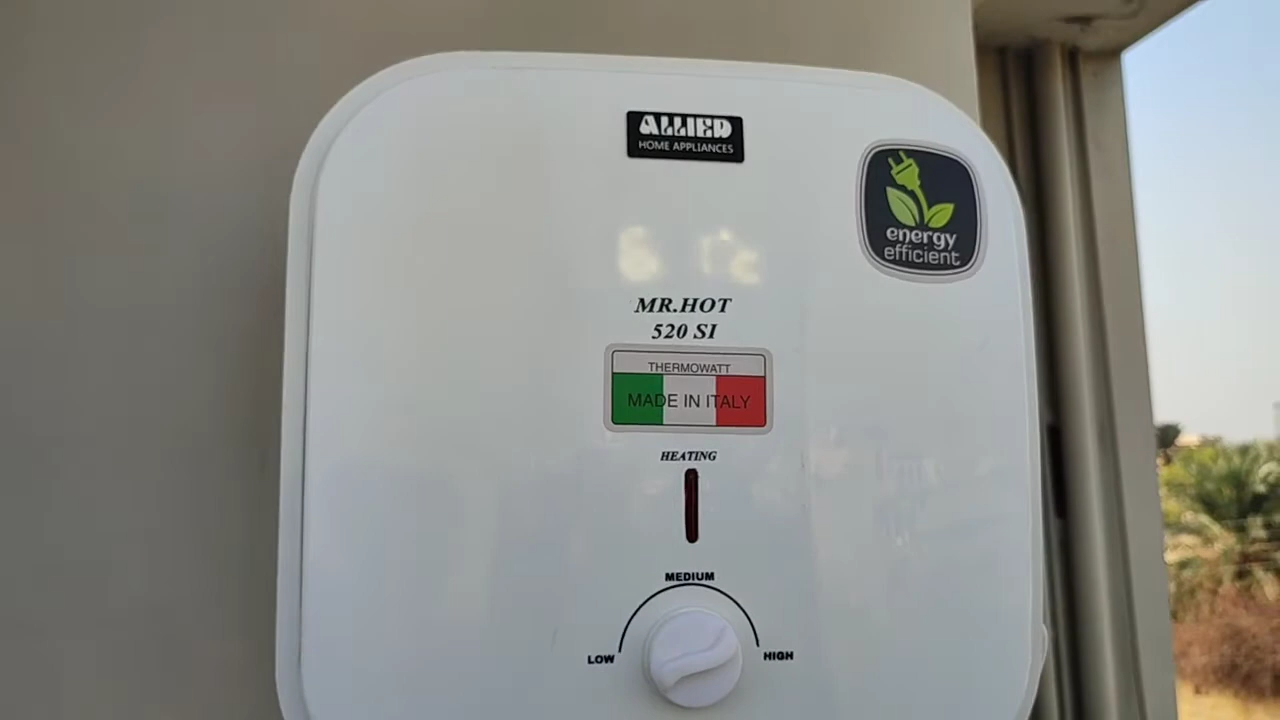 ALLIED
HOME APPLIANCES
energy
efficient
MR.HOT
520 SI
THERMOWATT
MADE IN ITALY
HEATING
MEDIUM
LOW
HIGH